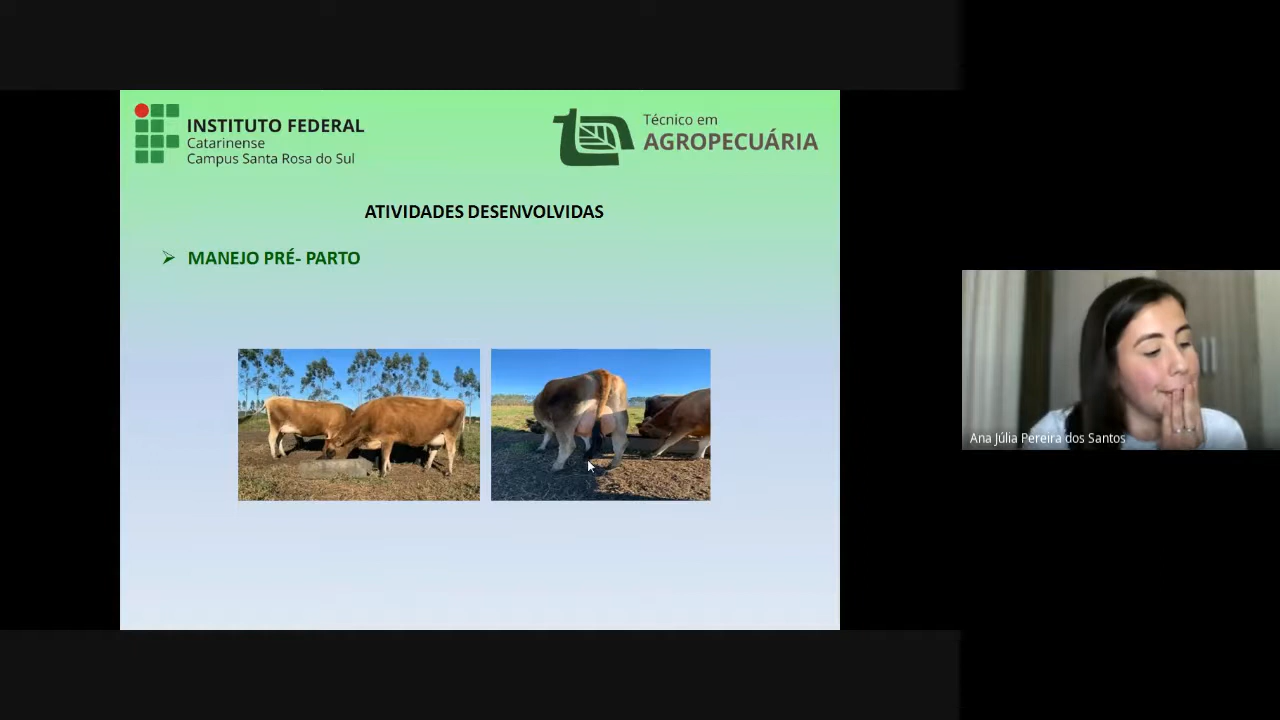 INSTITUTO FEDERAL
Catarinense
Campus Santa Rosa do Sul
Técnico em
AGROPECUÁRIA
ATIVIDADES DESENVOLVIDAS
MANEJO PRÉ- PARTO
Ana Júlia Pereira dos Santos